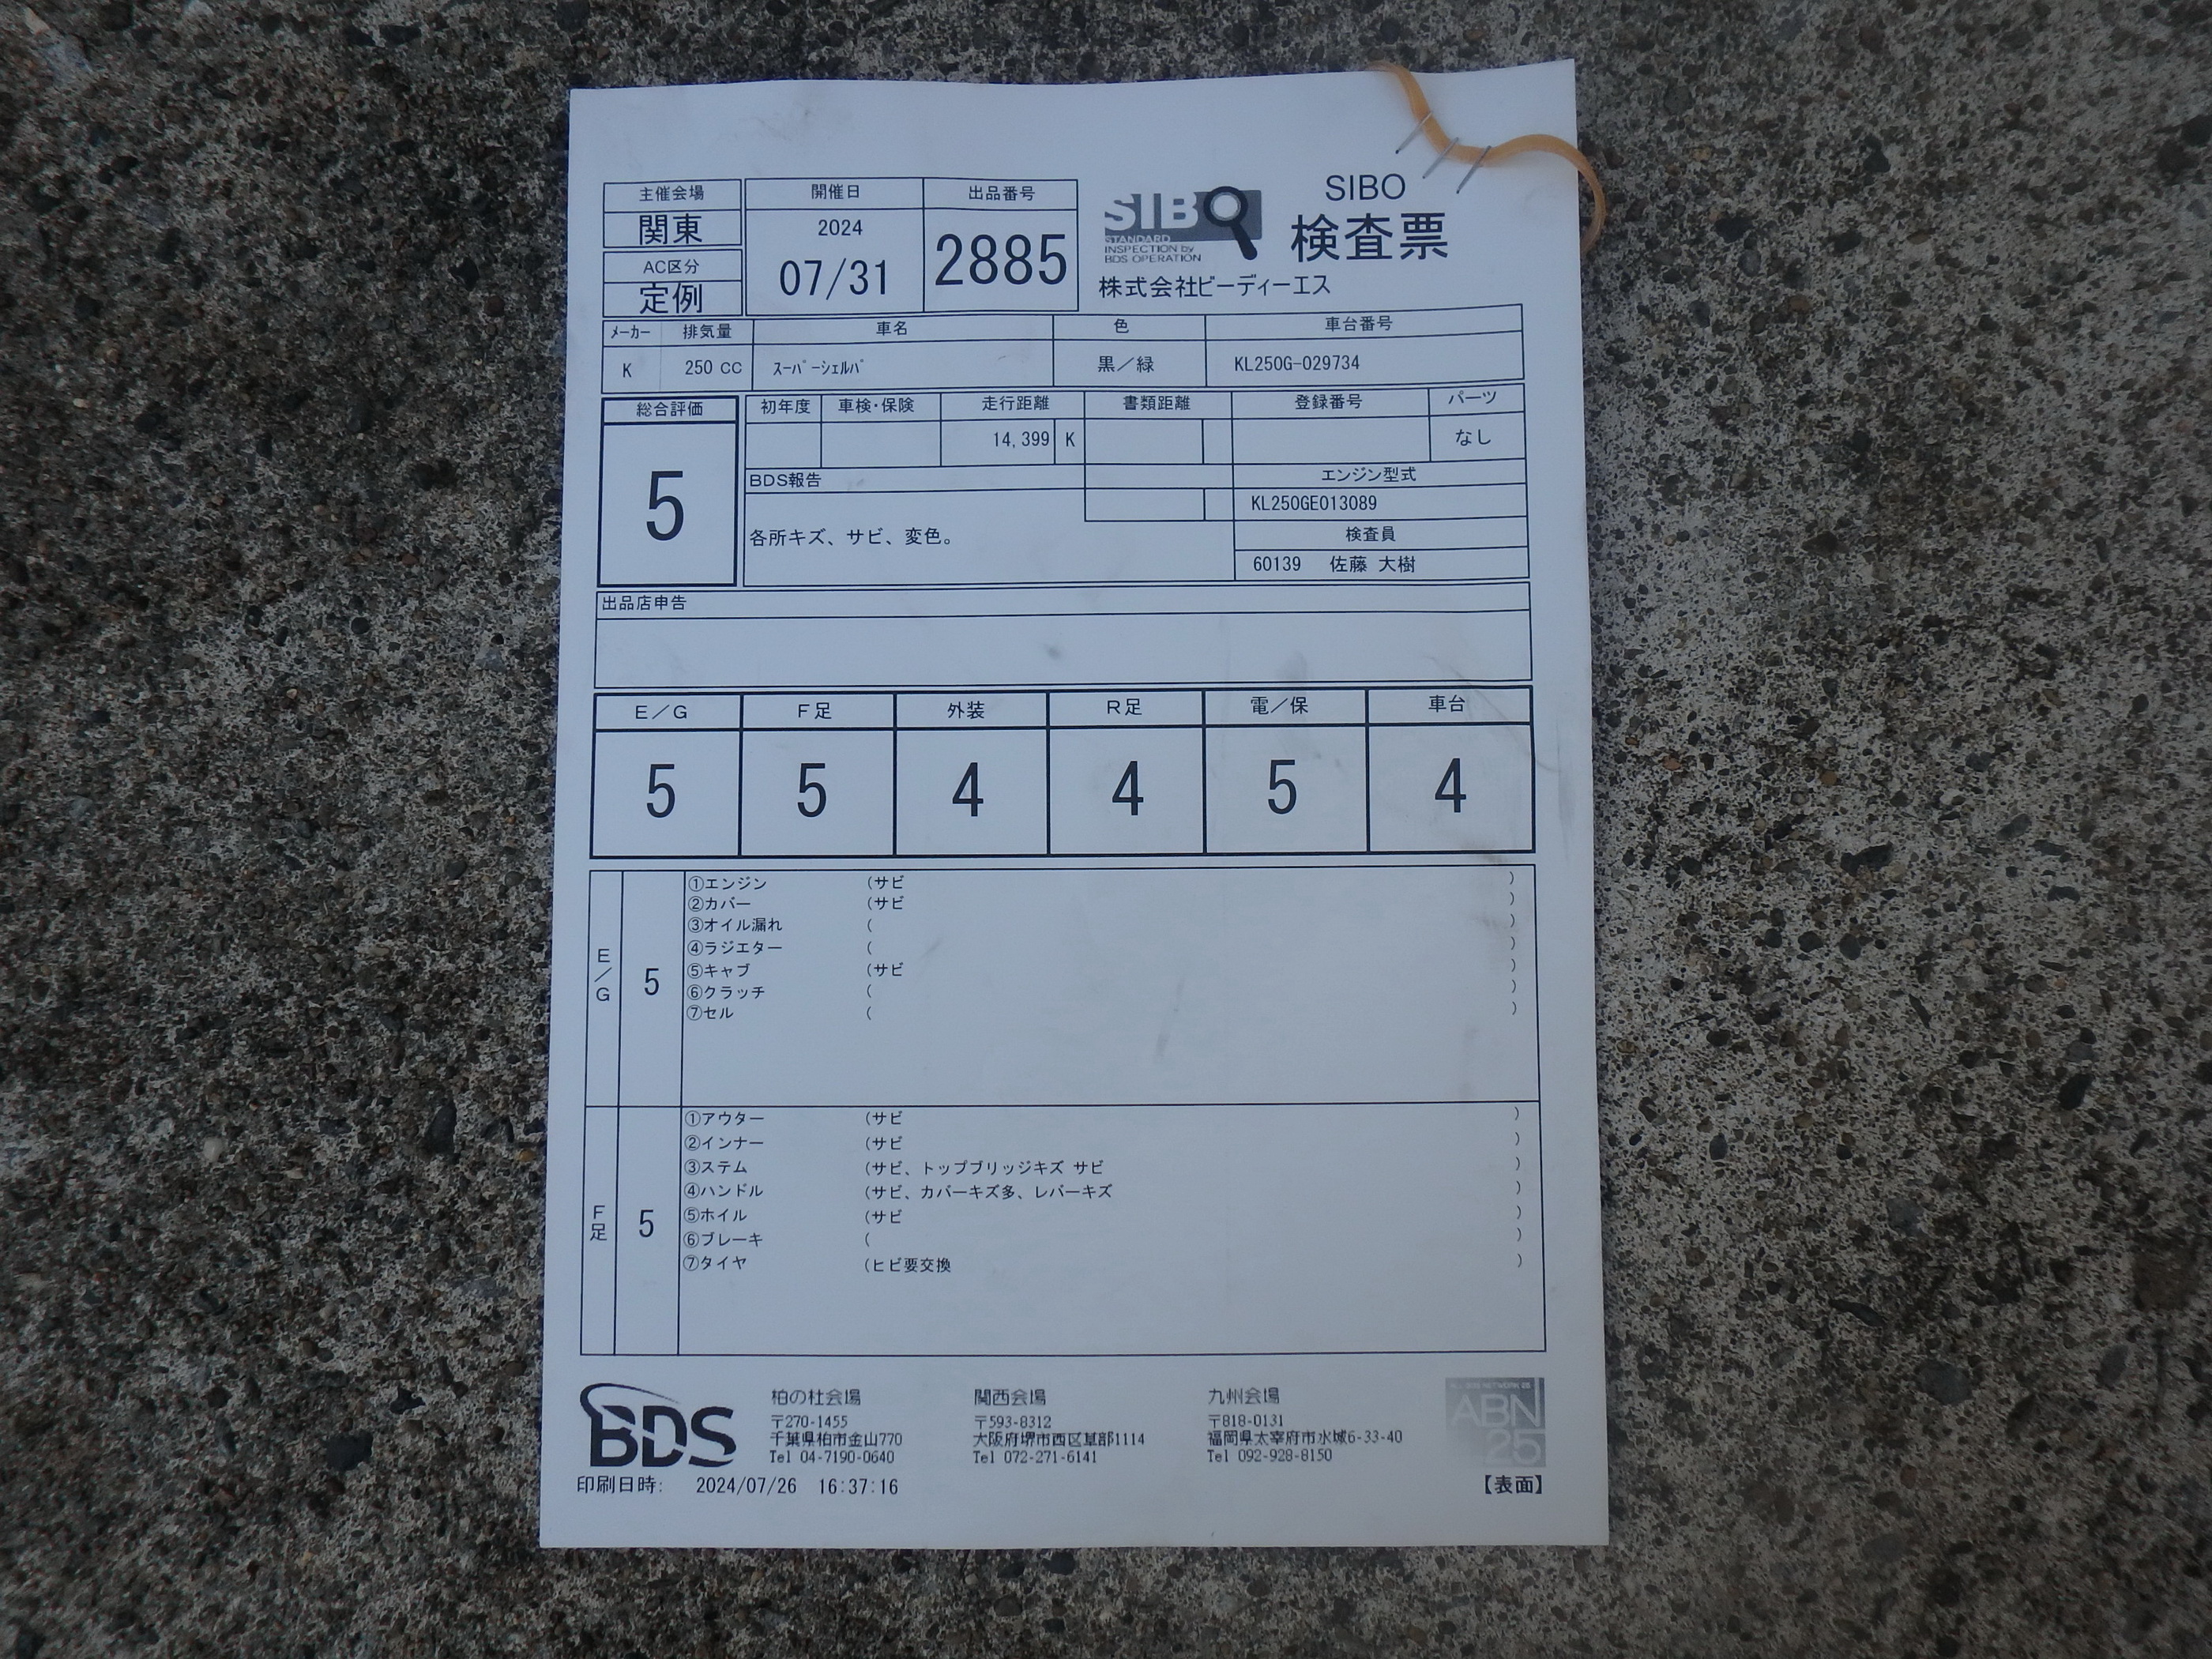 主催会場
関東
AC区分
定例
開催日
2024
07/31
出品番号
2885
SIBO
STANDARD
INSPECTION by
BDS OPERATION
SIBO
検査票
株式会社ビーディーエス
メーカー 排気量 車名 色 車台番号
K 250 CC ｽｰﾊﾟｰｼｪﾙﾊﾟ 黒／緑 KL250G-029734
総合評価
5
初年度 車検・保険 走行距離 書類距離 登録番号 パーツ
14,399 K なし
BDS報告
各所キズ、サビ、変色。
エンジン型式
KL250GE013089
検査員
60139 佐藤 大樹
出品店申告
E／G F足 外装 R足 電／保 車台
5 5 4 4 5 4
E／G
5
①エンジン (サビ )
②カバー (サビ )
③オイル漏れ ( )
④ラジエター ( )
⑤キャブ (サビ )
⑥クラッチ ( )
⑦セル ( )
F足
5
①アウター (サビ )
②インナー (サビ )
③ステム (サビ、トップブリッジキズ サビ )
④ハンドル (サビ、カバーキズ多、レバーキズ )
⑤ホイル (サビ )
⑥ブレーキ ( )
⑦タイヤ (ヒビ要交換 )
BDS
柏の杜会場
〒270-1455
千葉県柏市金山770
Tel 04-7190-0640
関西会場
〒593-8312
大阪府堺市西区草部1114
Tel 072-271-6141
九州会場
〒818-0131
福岡県太宰府市水城6-33-40
Tel 092-928-8150
ABN
25
印刷日時: 2024/07/26 16:37:16
【表面】